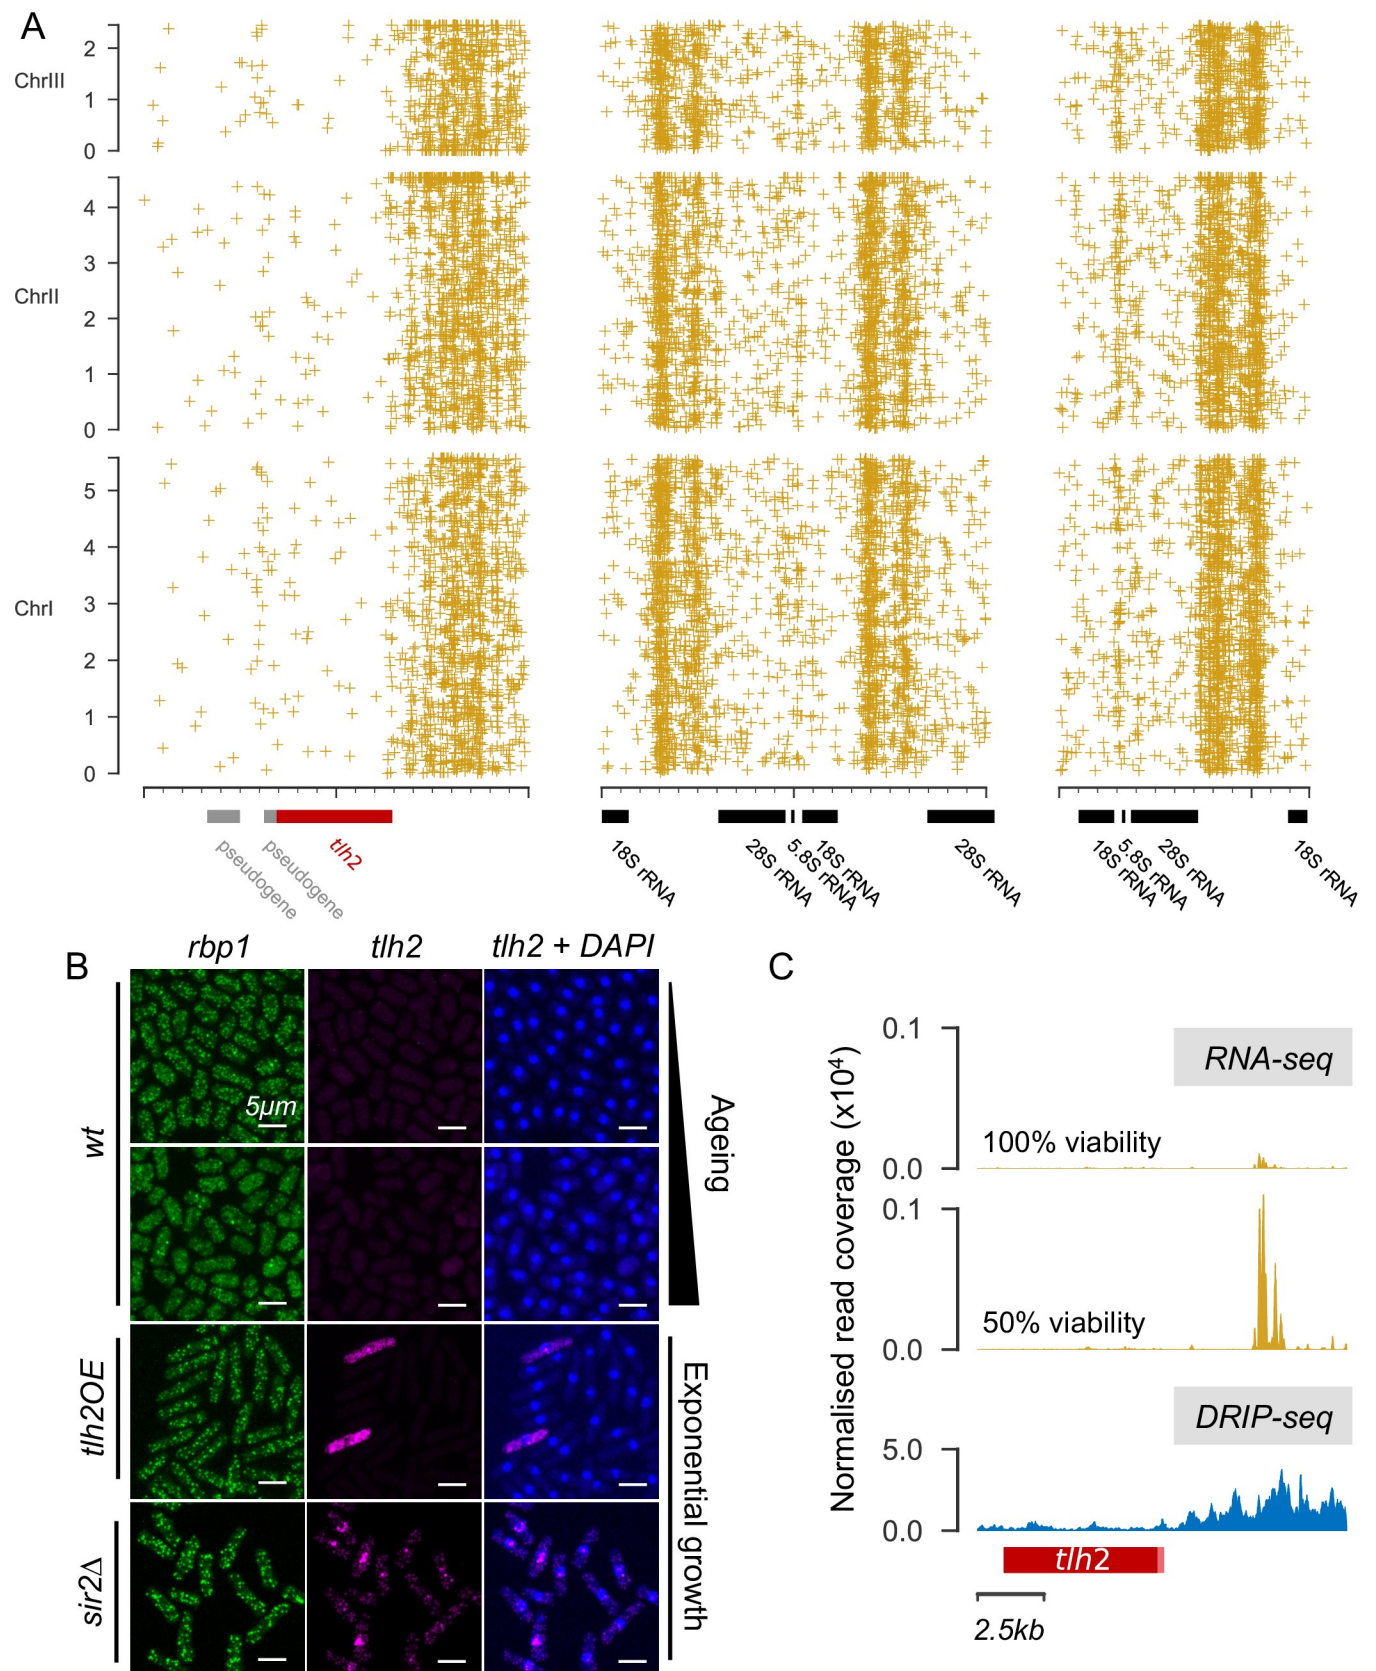 A
ChrIII
2
1
0
ChrII
4
3
2
1
0
ChrI
5
4
3
2
1
0
pseudogene
pseudogene
tlh2
18S rRNA
28S rRNA
5.8S rRNA
18S rRNA
28S rRNA
18S rRNA
5.8S rRNA
28S rRNA
18S rRNA
B
rbp1
tlh2
tlh2 + DAPI
wt
5μm
Ageing
tlh2OE
sir2Δ
Exponential growth
C
Normalised read coverage (x10⁴)
RNA-seq
0.1
100% viability
0.0
0.1
50% viability
0.0
DRIP-seq
5.0
0.0
tlh2
2.5kb